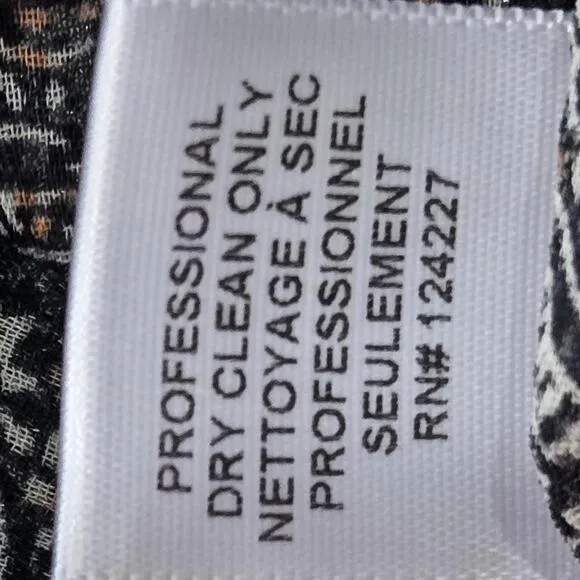 PROFESSIONAL
DRY CLEAN ONLY
NETTOYAGE À SEC
PROFESSIONNEL
SEULEMENT
RN# 124227